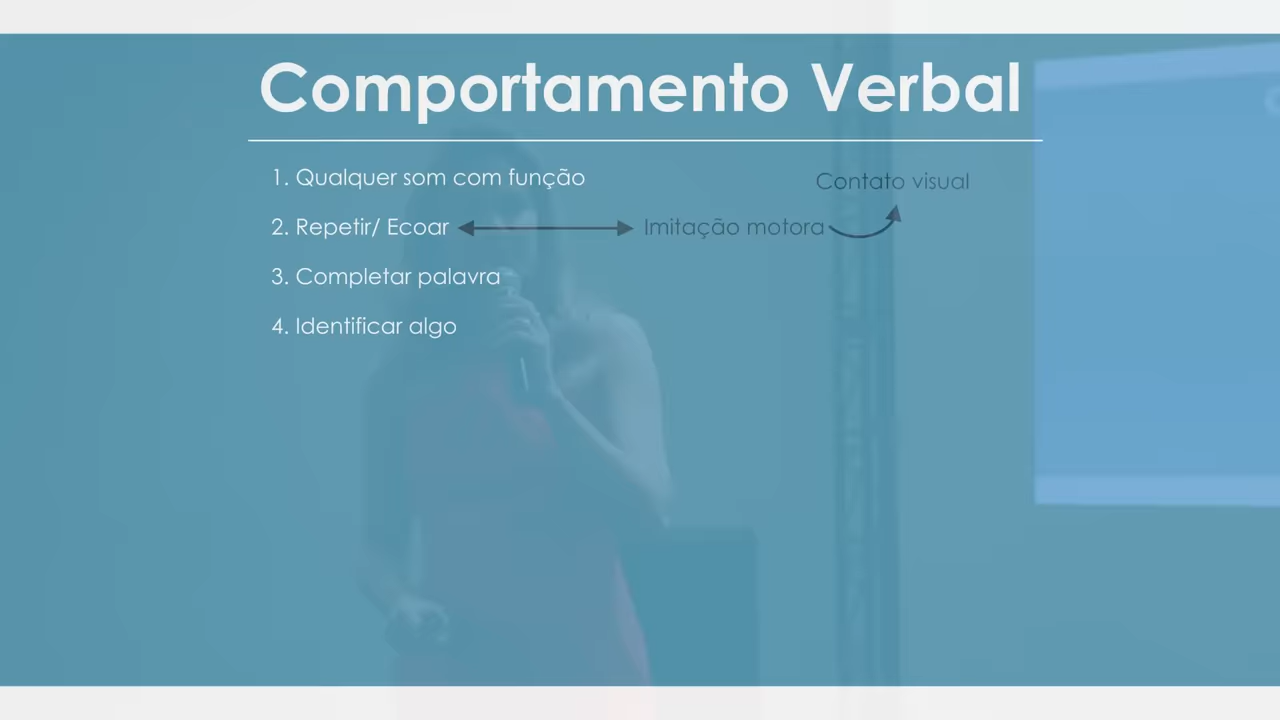 Comportamento Verbal
1. Qualquer som com função
Contato visual
2. Repetir/ Ecoar
Imitação motora
3. Completar palavra
4. Identificar algo